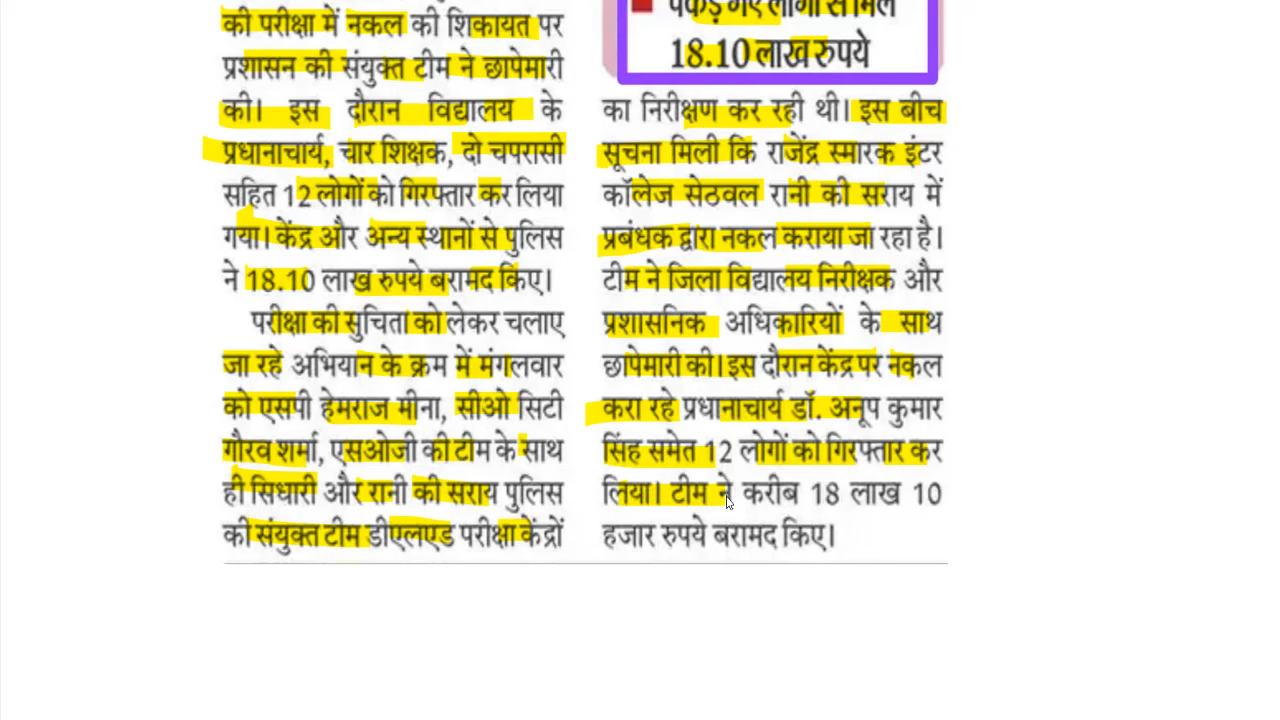 की परीक्षा में नकल की शिकायत पर
प्रशासन की संयुक्त टीम ने छापेमारी
की। इस दौरान विद्यालय के
प्रधानाचार्य, चार शिक्षक, दो चपरासी
सहित 12 लोगों को गिरफ्तार कर लिया
गया। केंद्र और अन्य स्थानों से पुलिस
ने 18.10 लाख रुपये बरामद किए।
परीक्षा की सुचिता को लेकर चलाए
जा रहे अभियान के क्रम में मंगलवार
को एसपी हेमराज मीना, सीओ सिटी
गौरव शर्मा, एसओजी की टीम के साथ
ही सिधारी और रानी की सराय पुलिस
की संयुक्त टीम डीएलएड परीक्षा केंद्रों
पकड़े गए लोगों से मिले
18.10 लाख रुपये
का निरीक्षण कर रही थी। इस बीच
सूचना मिली कि राजेंद्र स्मारक इंटर
कॉलेज सेठवल रानी की सराय में
प्रबंधक द्वारा नकल कराया जा रहा है।
टीम ने जिला विद्यालय निरीक्षक और
प्रशासनिक अधिकारियों के साथ
छापेमारी की। इस दौरान केंद्र पर नकल
करा रहे प्रधानाचार्य डॉ. अनूप कुमार
सिंह समेत 12 लोगों को गिरफ्तार कर
लिया। टीम ने करीब 18 लाख 10
हजार रुपये बरामद किए।